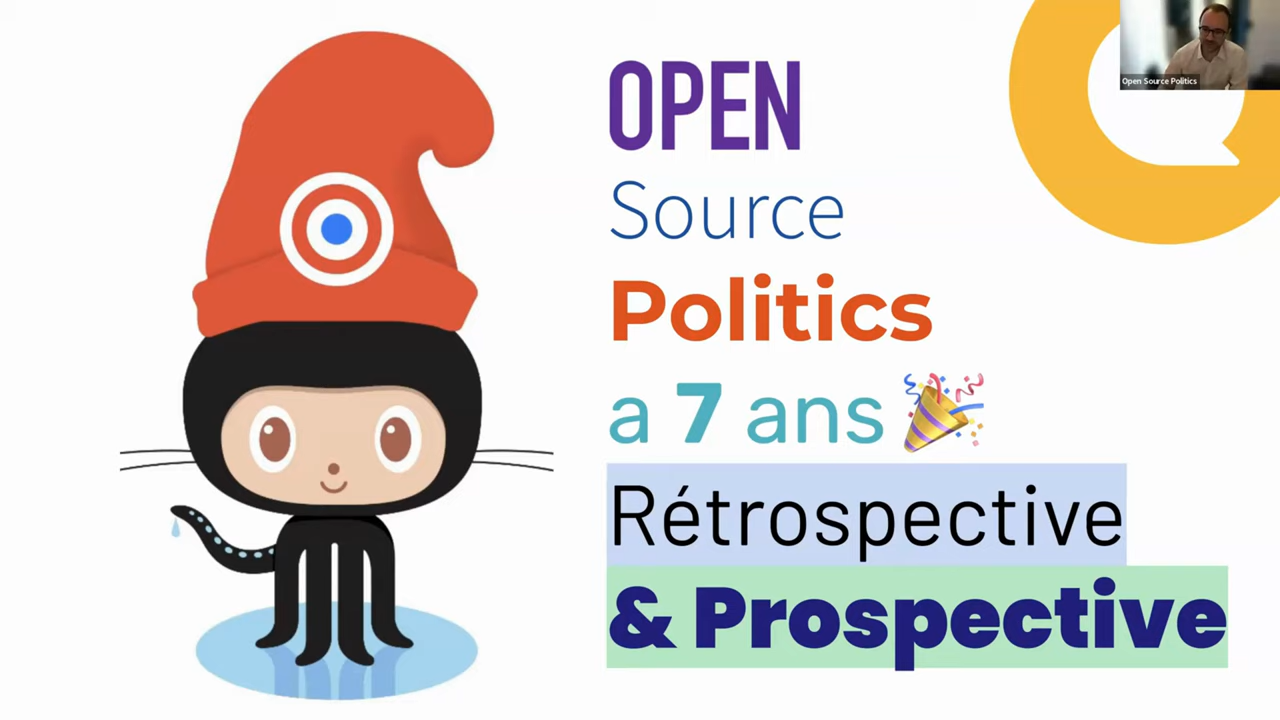 OPEN
Source
Politics
a 7 ans
Rétrospective
& Prospective
Open Source Politics